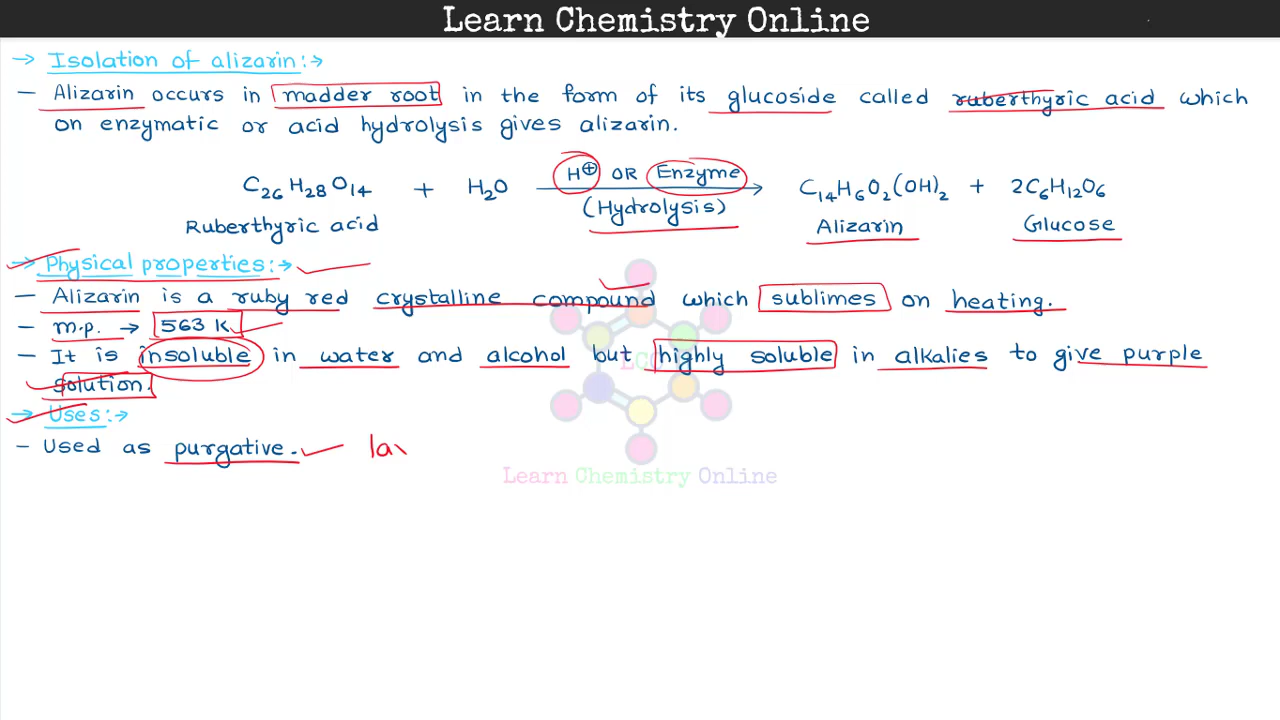 Learn Chemistry Online
→ Isolation of alizarin:→
– Alizarin occurs in madder root in the form of its glucoside called ruberthyric acid which
on enzymatic or acid hydrolysis gives alizarin.
C₂₆H₂₈O₁₄ + H₂O H⊕ OR Enzyme (Hydrolysis) → C₁₄H₆O₂(OH)₂ + 2C₆H₁₂O₆
Ruberthyric acid Alizarin Glucose
→ Physical properties:→
– Alizarin is a ruby red crystalline compound which sublimes on heating.
– m.p. → 563 K
– It is insoluble in water and alcohol but highly soluble in alkalies to give purple
solution.
→ Uses:→
– Used as purgative.
Learn Chemistry Online